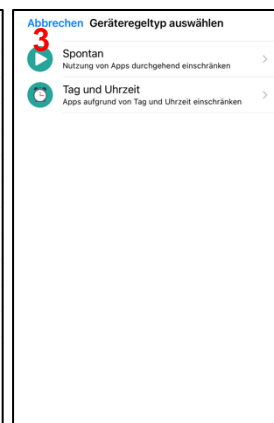 Abbrechen Geräteregeltyp auswählen
3
Spontan
Nutzung von Apps durchgehend einschränken
Tag und Uhrzeit
Apps aufgrund von Tag und Uhrzeit einschränken